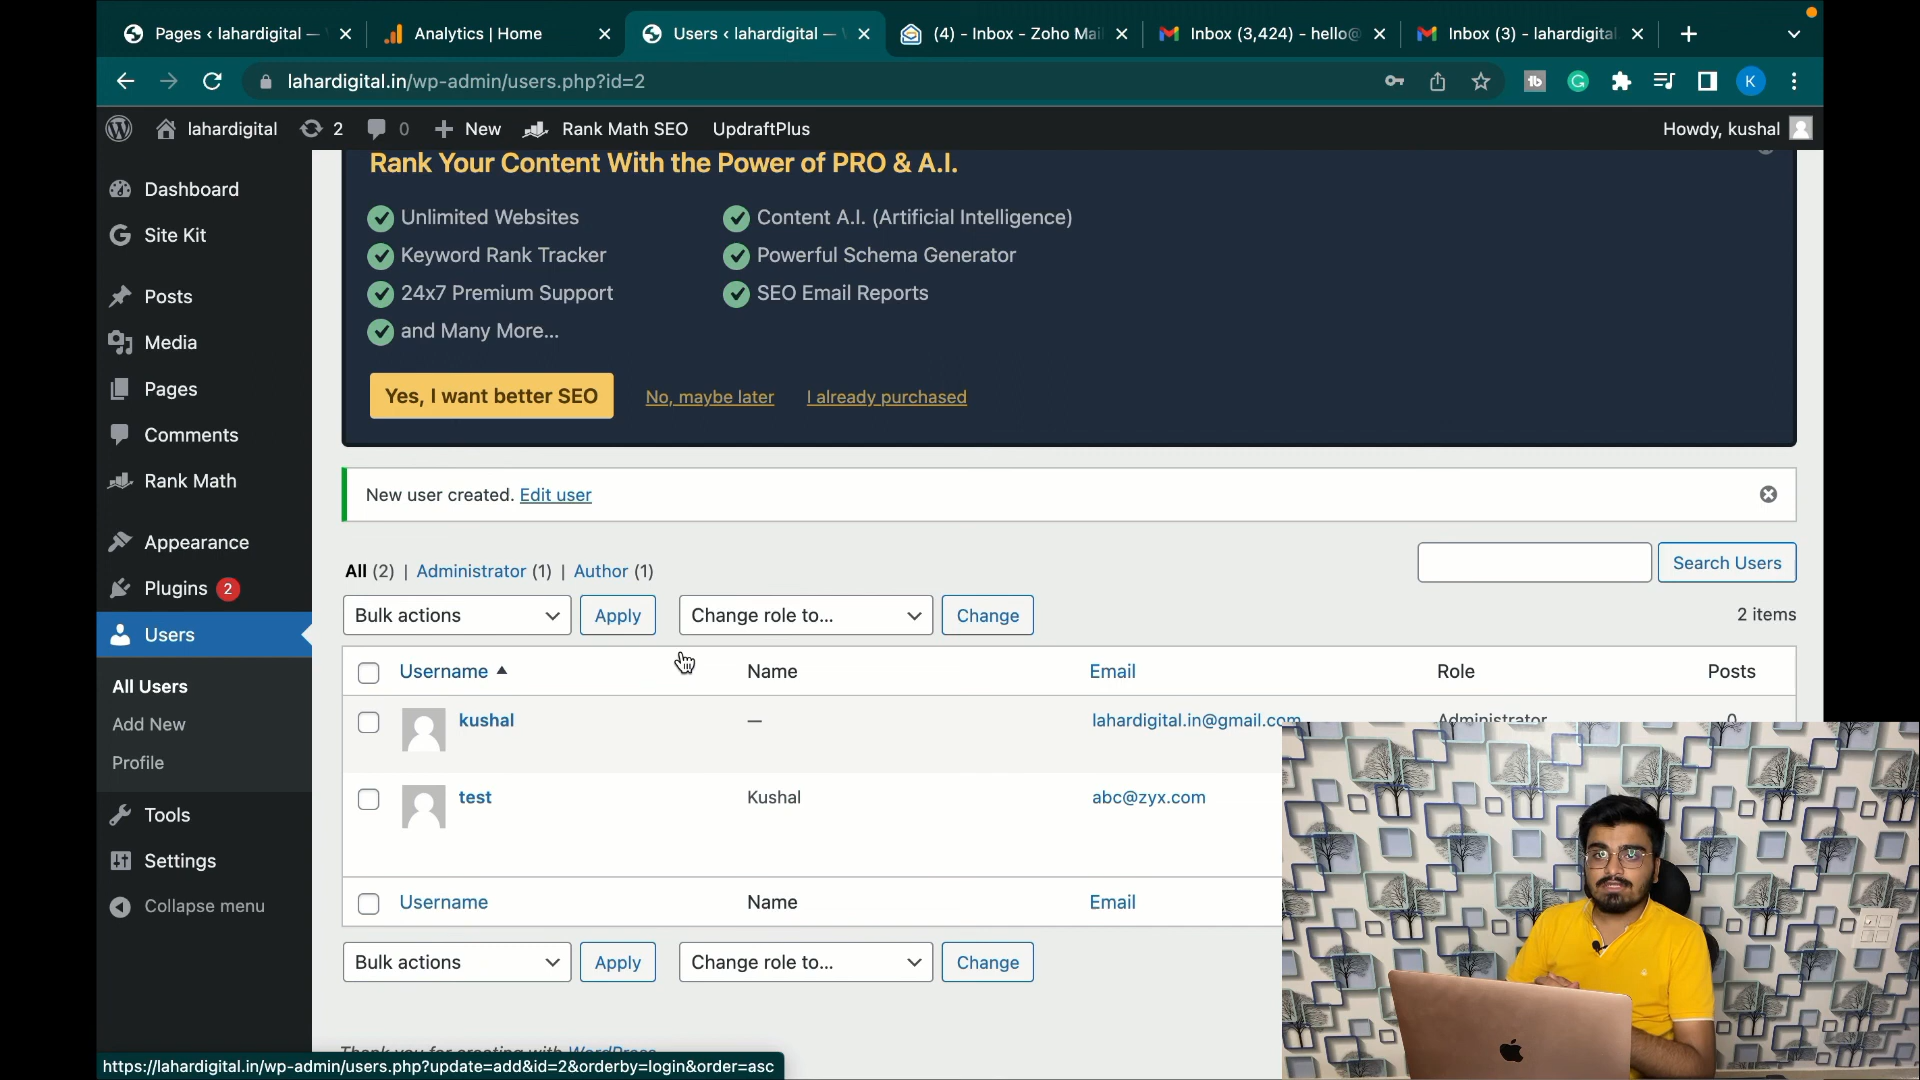 Pages < lahardigital —
Analytics | Home
Users < lahardigital —
(4) - Inbox - Zoho Mail
Inbox (3,424) - hello@
Inbox (3) - lahardigital.
lahardigital.in/wp-admin/users.php?id=2
K
lahardigital
2
0
New
Rank Math SEO
UpdraftPlus
Howdy, kushal
Dashboard
Site Kit
Posts
Media
Pages
Comments
Rank Math
Appearance
Plugins 2
Users
All Users
Add New
Profile
Tools
Settings
Collapse menu
Rank Your Content With the Power of PRO & A.I.
Unlimited Websites
Content A.I. (Artificial Intelligence)
Keyword Rank Tracker
Powerful Schema Generator
24x7 Premium Support
SEO Email Reports
and Many More...
Yes, I want better SEO
No, maybe later
I already purchased
New user created. Edit user
All (2) | Administrator (1) | Author (1)
Search Users
Bulk actions
Apply
Change role to...
Change
2 items
Username
Name
Email
Role
Posts
kushal
—
lahardigital.in@gmail.com
Administrator
0
test
Kushal
abc@zyx.com
Username
Name
Email
Bulk actions
Apply
Change role to...
Change
Thank you for creating with WordPress
https://lahardigital.in/wp-admin/users.php?update=add&id=2&orderby=login&order=asc